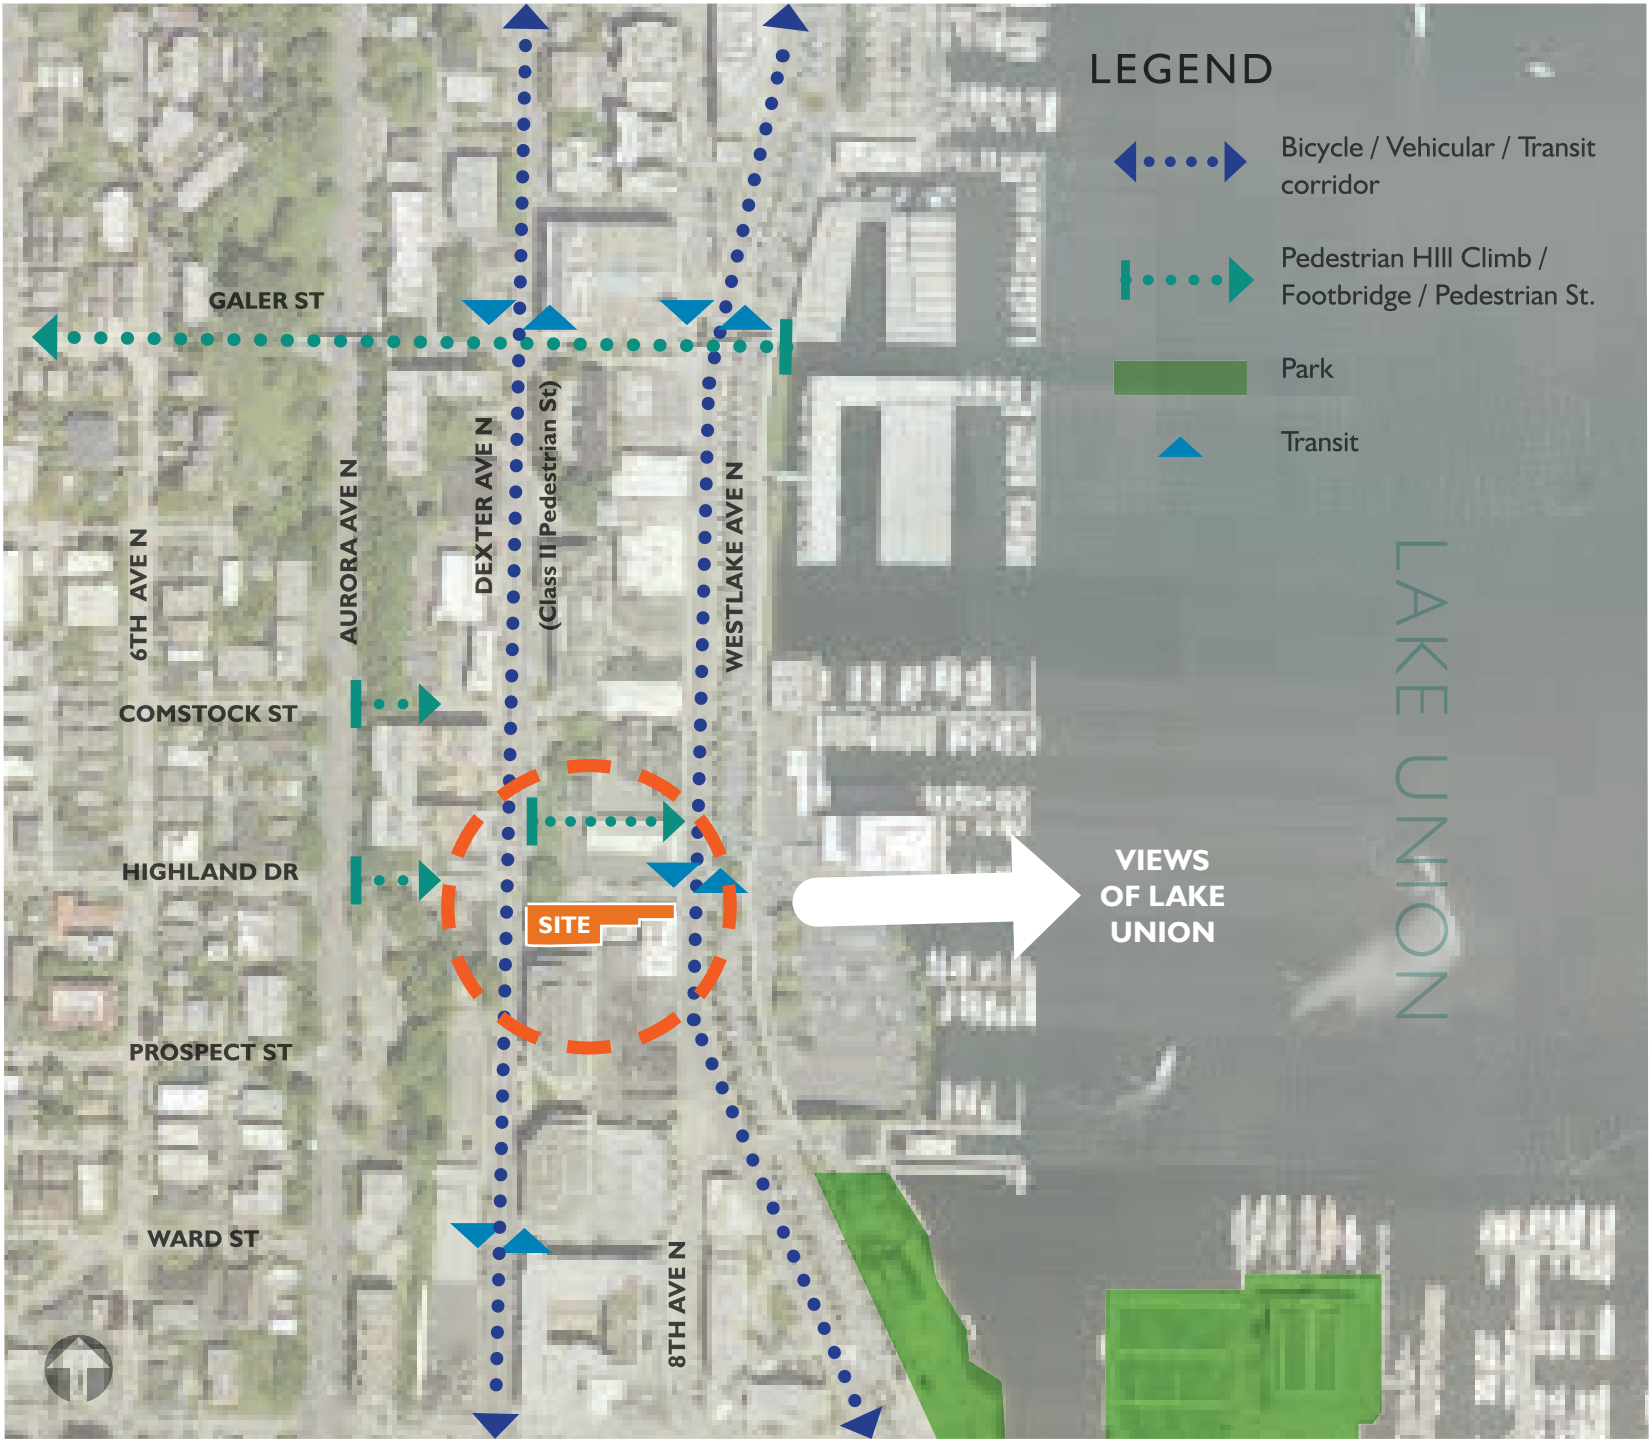 LEGEND
Bicycle / Vehicular / Transit
corridor
Pedestrian HIll Climb /
Footbridge / Pedestrian St.
Park
Transit
GALER ST
6TH AVE N
AURORA AVE N
DEXTER AVE N
(Class II Pedestrian St)
WESTLAKE AVE N
LAKE UNION
COMSTOCK ST
HIGHLAND DR
SITE
VIEWS
OF LAKE
UNION
PROSPECT ST
WARD ST
8TH AVE N